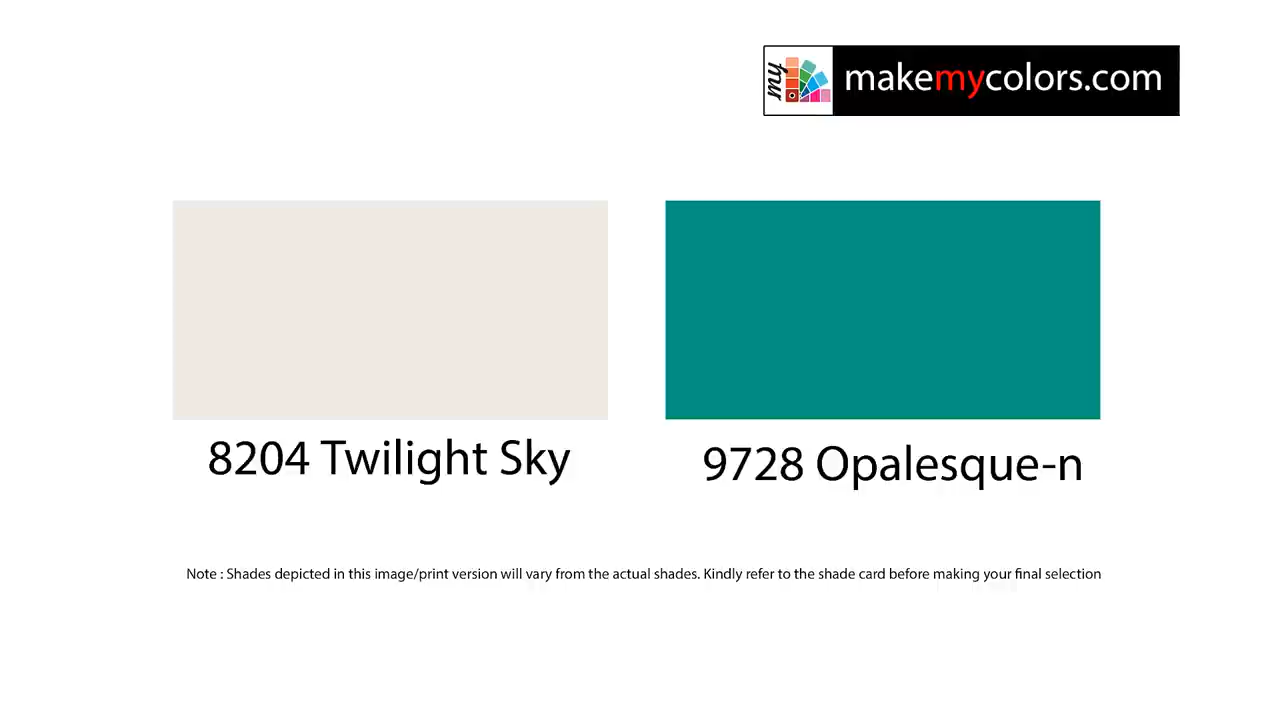 makemycolors.com
8204 Twilight Sky
9728 Opalesque-n
Note : Shades depicted in this image/print version will vary from the actual shades. Kindly refer to the shade card before making your final selection